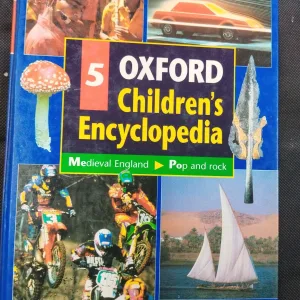 5 OXFORD
Children's
Encyclopedia
Medieval England ▶ Pop and rock